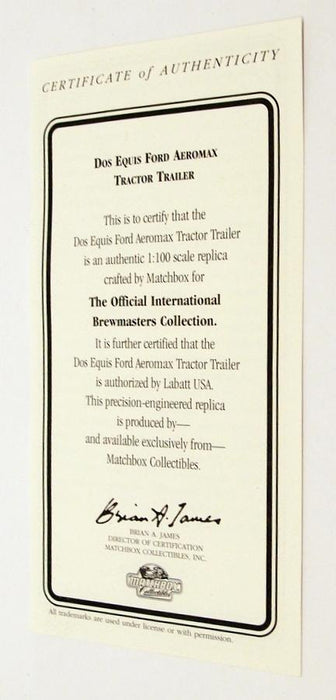 CERTIFICATE of AUTHENTICITY
DOS EQUIS FORD AEROMAX
TRACTOR TRAILER
This is to certify that the
Dos Equis Ford Aeromax Tractor Trailer
is an authentic 1:100 scale replica
crafted by Matchbox for
The Official International
Brewmasters Collection.
It is further certified that the
Dos Equis Ford Aeromax Tractor Trailer
is authorized by Labatt USA.
This precision-engineered replica
is produced by—
and available exclusively from—
Matchbox Collectibles.
Brian A. James
BRIAN A. JAMES
DIRECTOR OF CERTIFICATION
MATCHBOX COLLECTIBLES, INC.
MATCHBOX
Collectibles
All trademarks are used under license or with permission.